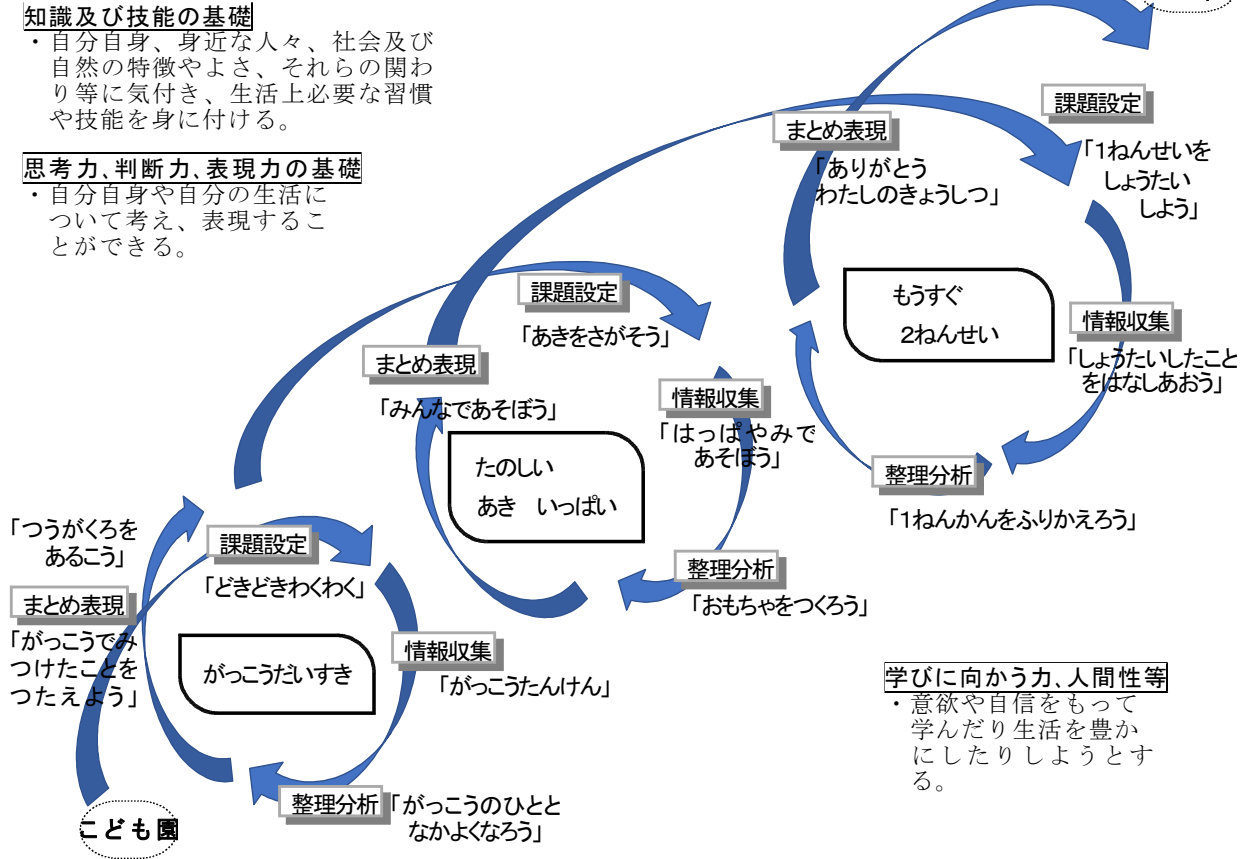 知識及び技能の基礎
・自分自身、身近な人々、社会及び
自然の特徴やよさ、それらの関わ
り等に気付き、生活上必要な習慣
や技能を身に付ける。
思考力、判断力、表現力の基礎
・自分自身や自分の生活に
ついて考え、表現するこ
とができる。
まとめ表現
「ありがとう
わたしのきょうしつ」
課題設定
「1ねんせいを
しょうたい
しよう」
もうすぐ
2ねんせい
情報収集
「しょうたいしたこと
をはなしあおう」
整理分析
「1ねんかんをふりかえろう」
課題設定
「あきをさがそう」
まとめ表現
「みんなであそぼう」
情報収集
「はっぱやみで
あそぼう」
たのしい
あき　いっぱい
整理分析
「おもちゃをつくろう」
「つうがくろを
あるこう」
課題設定
「どきどきわくわく」
まとめ表現
「がっこうでみ
つけたことを
つたえよう」
がっこうだいすき
情報収集
「がっこうたんけん」
整理分析
「がっこうのひとと
なかよくなろう」
こども園
学びに向かう力、人間性等
・意欲や自信をもって
学んだり生活を豊か
にしたりしようとす
る。